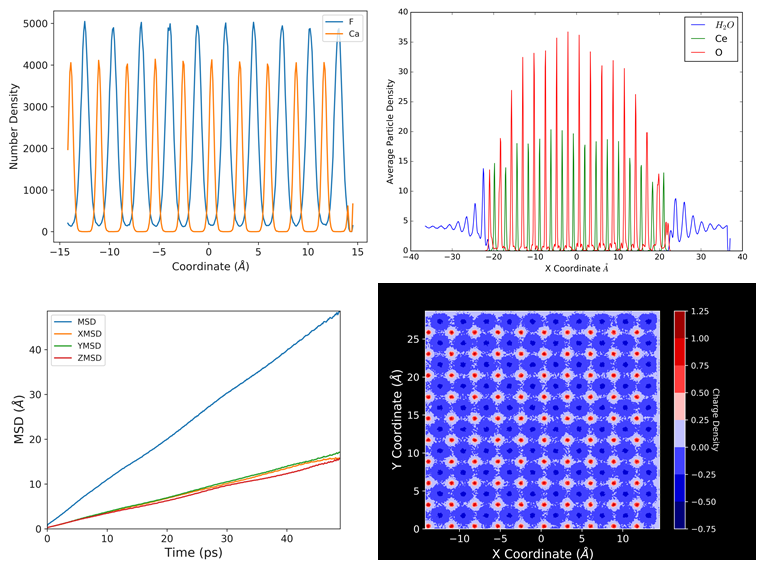 F
Ca
5000
4000
3000
2000
1000
0
Number Density
−15 −10 −5 0 5 10 15
Coordinate (Å)
H₂O
Ce
O
40
35
30
25
20
15
10
5
0
Average Particle Density
−40 −30 −20 −10 0 10 20 30 40
X Coordinate Å
MSD
XMSD
YMSD
ZMSD
40
30
20
10
0
MSD (Å)
0 10 20 30 40
Time (ps)
25
20
15
10
5
0
Y Coordinate (Å)
−10 −5 0 5 10
X Coordinate (Å)
1.25
1.00
0.75
0.50
0.25
0.00
−0.25
−0.50
−0.75
Charge Density